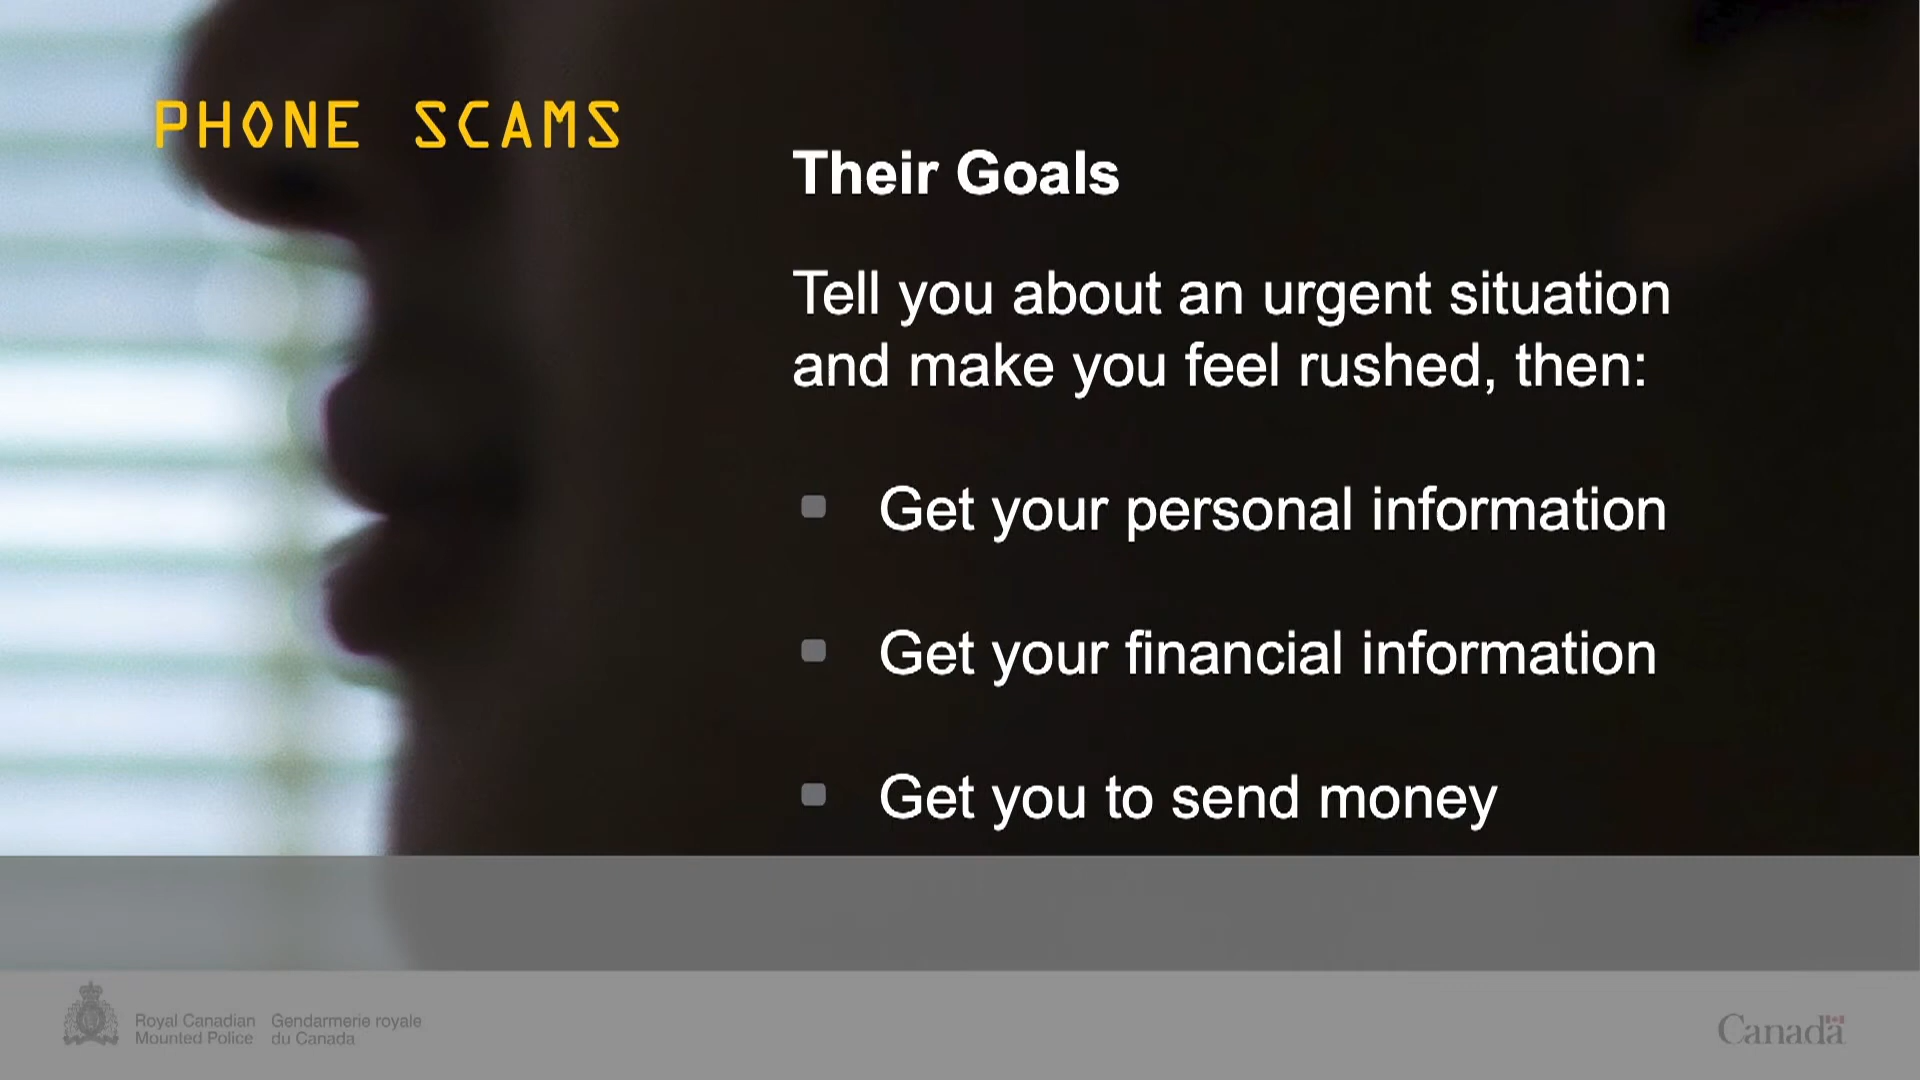 PHONE SCAMS
Their Goals
Tell you about an urgent situation
and make you feel rushed, then:
Get your personal information
Get your financial information
Get you to send money
Royal Canadian Gendarmerie royale
Mounted Police du Canada
Canada